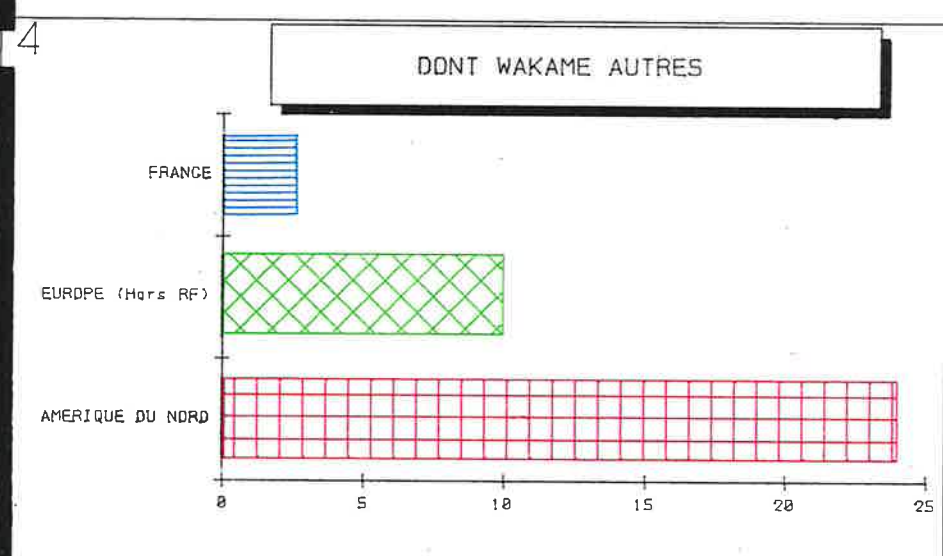 4
DONT WAKAME AUTRES
FRANCE
EUROPE (Hors RF)
AMERIQUE DU NORD
0 5 10 15 20 25